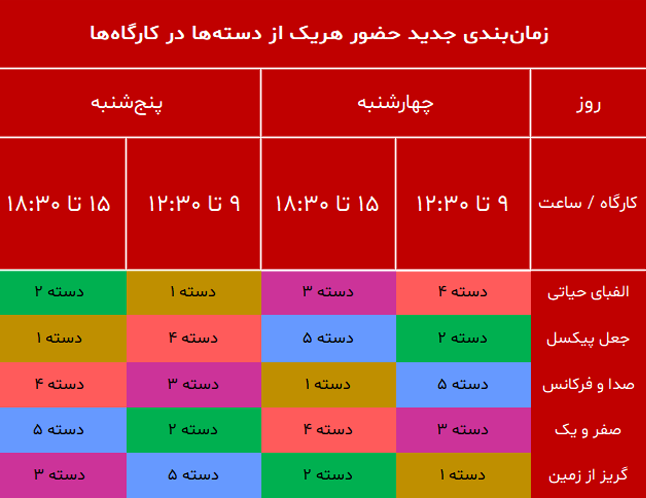 زمان‌بندی جدید حضور هریک از دسته‌ها در کارگاه‌ها
روز چهارشنبه پنج‌شنبه
کارگاه / ساعت ۹ تا ۱۲:۳۰ ۱۵ تا ۱۸:۳۰ ۹ تا ۱۲:۳۰ ۱۵ تا ۱۸:۳۰
الفبای حیاتی دسته ۴ دسته ۳ دسته ۱ دسته ۲
جعل پیکسل دسته ۲ دسته ۵ دسته ۴ دسته ۱
صدا و فرکانس دسته ۵ دسته ۱ دسته ۳ دسته ۴
صفر و یک دسته ۳ دسته ۴ دسته ۲ دسته ۵
گریز از زمین دسته ۱ دسته ۲ دسته ۵ دسته ۳